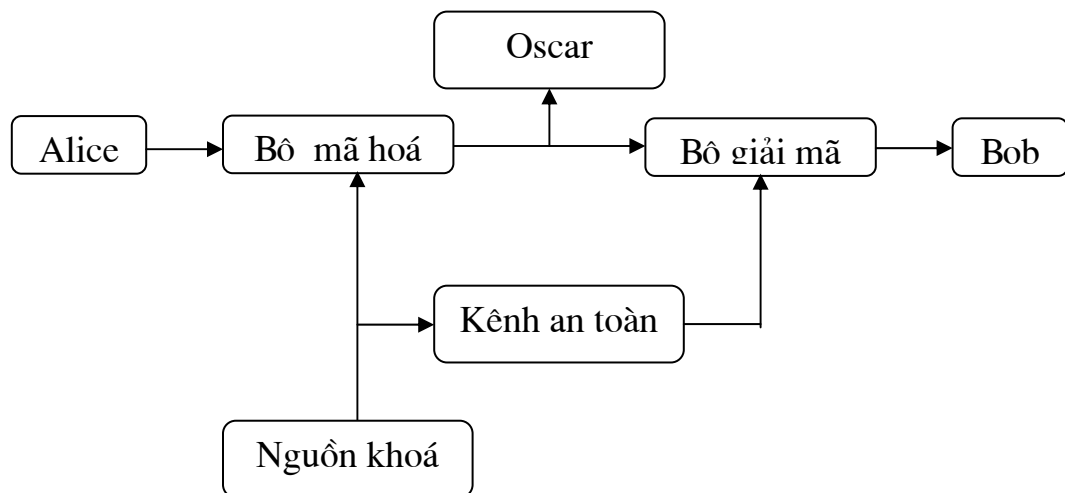 Oscar
Alice
Bô mã hoá
Bô giải mã
Bob
Kênh an toàn
Nguồn khoá